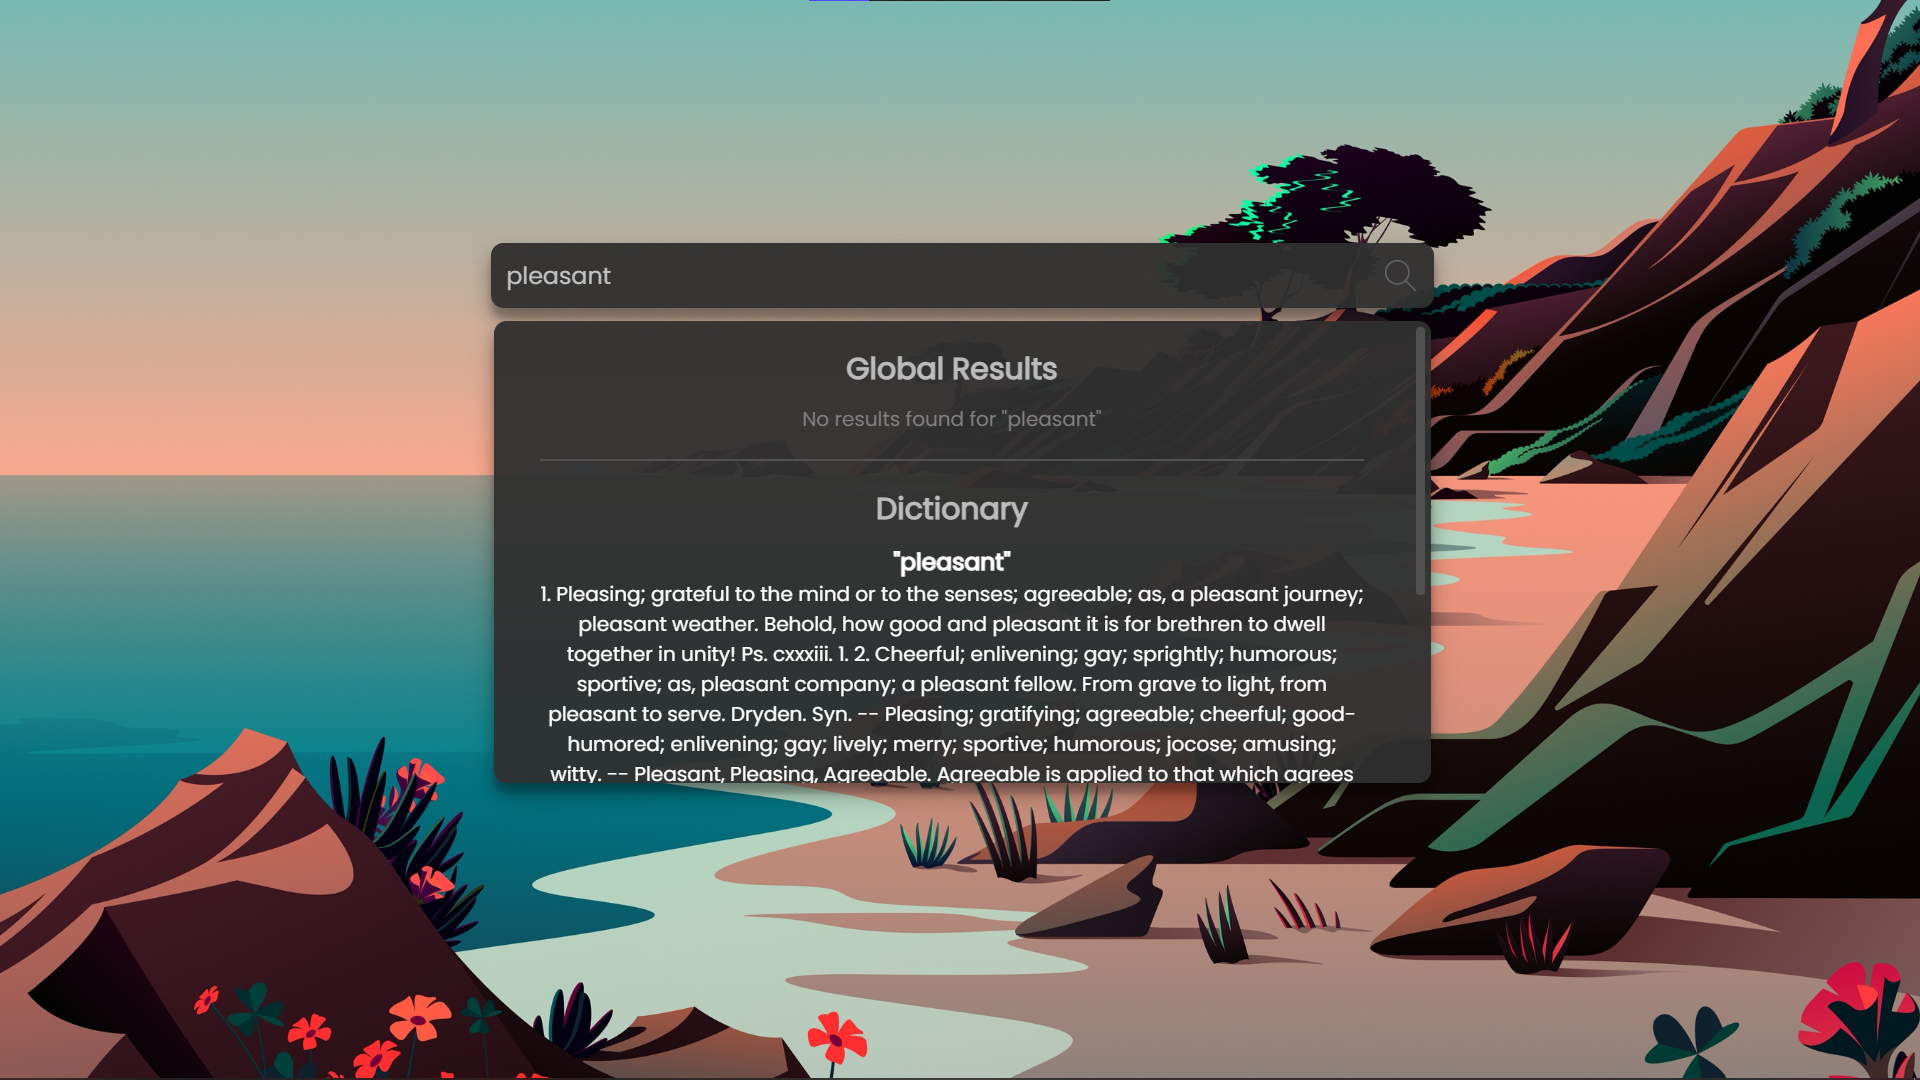 pleasant
Global Results
No results found for "pleasant"
Dictionary
"pleasant"
1. Pleasing; grateful to the mind or to the senses; agreeable; as, a pleasant journey;
pleasant weather. Behold, how good and pleasant it is for brethren to dwell
together in unity! Ps. cxxxiii. 1. 2. Cheerful; enlivening; gay; sprightly; humorous;
sportive; as, pleasant company; a pleasant fellow. From grave to light, from
pleasant to serve. Dryden. Syn. -- Pleasing; gratifying; agreeable; cheerful; good-
humored; enlivening; gay; lively; merry; sportive; humorous; jocose; amusing;
witty. -- Pleasant, Pleasing, Agreeable. Agreeable is applied to that which agrees